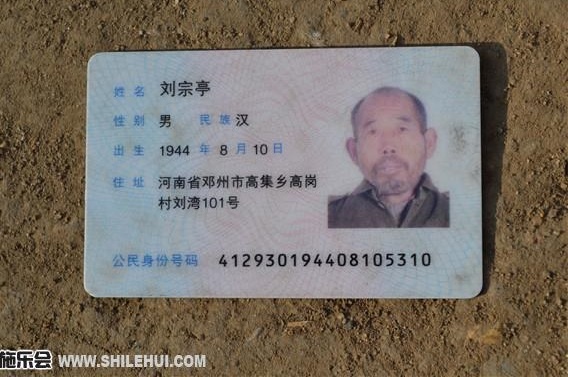 姓名 刘宗亭
性别 男 民族 汉
出生 1944 年 8 月 10 日
住址 河南省邓州市高集乡高岗
村刘湾101号
公民身份号码 412930194408105310
施乐会 WWW.SHILEHUI.COM